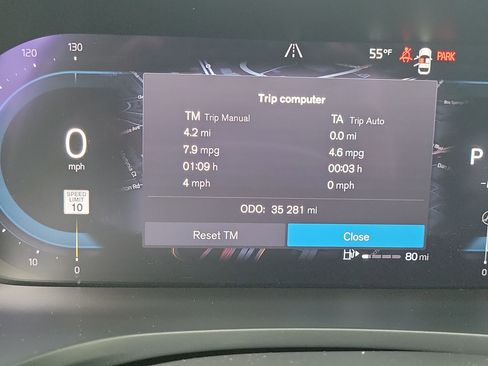 120
130
55°F
PARK
Trip computer
TM Trip Manual
TA Trip Auto
4.2 mi
0.0 mi
7.9 mpg
4.6 mpg
01:09 h
00:03 h
4 mph
0 mph
ODO: 35 281 mi
Reset TM
Close
0
mph
SPEED
LIMIT
10
P
10
0
80 mi
0